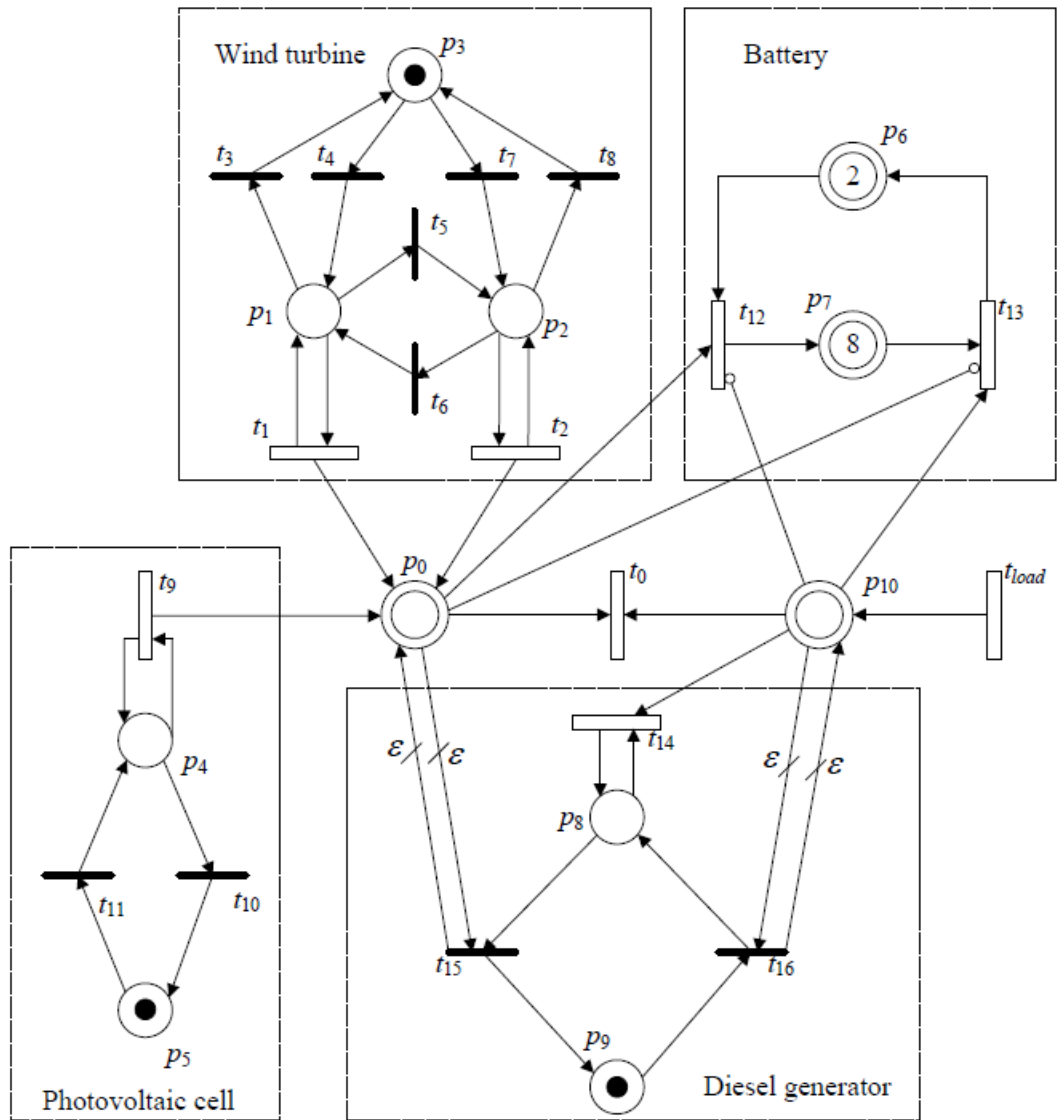 Wind turbine
p3
Battery
t3
t4
t7
t8
p6
2
t5
p1
p2
t12
p7
8
t13
t6
t1
t2
t9
p0
t0
p10
tload
p4
ε
ε
t14
ε
ε
p8
t11
t10
t15
t16
p5
p9
Photovoltaic cell
Diesel generator